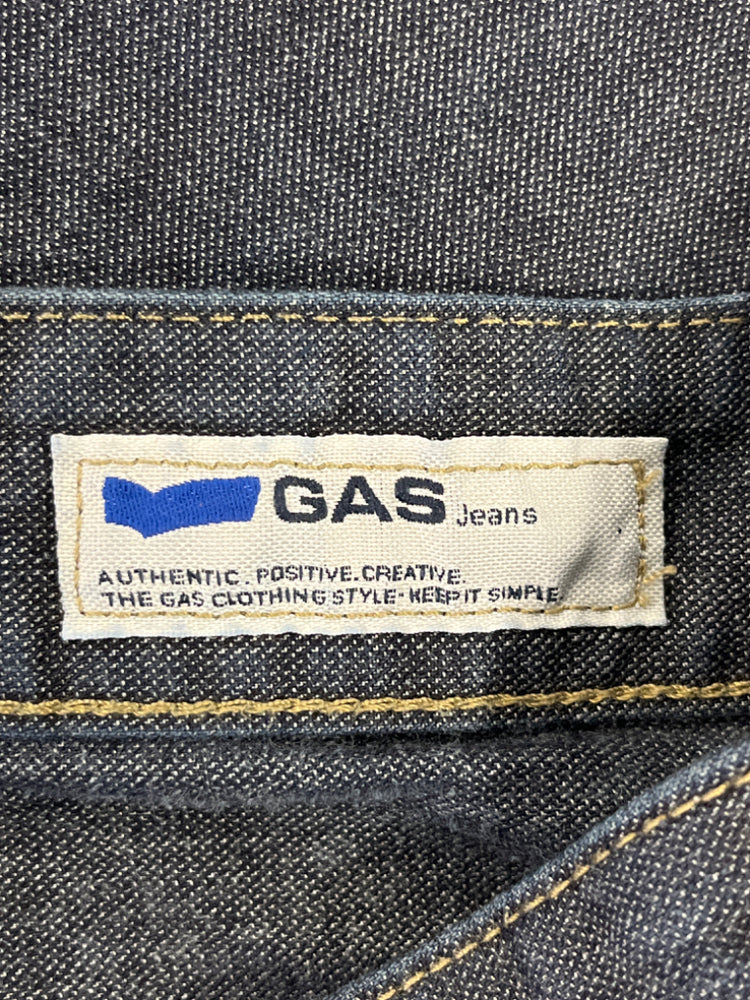 GAS Jeans
AUTHENTIC. POSITIVE. CREATIVE.
THE GAS CLOTHING STYLE-KEEP IT SIMPLE.